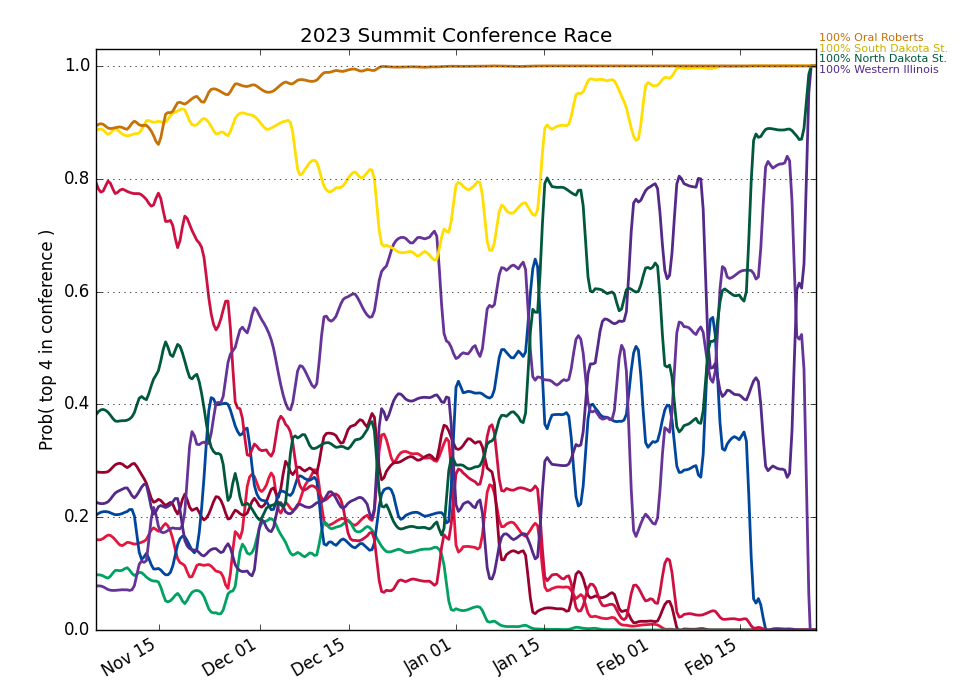 2023 Summit Conference Race
100% Oral Roberts
100% South Dakota St.
100% North Dakota St.
100% Western Illinois
1.0
0.8
0.6
0.4
0.2
0.0
Prob( top 4 in conference )
Nov 15
Dec 01
Dec 15
Jan 01
Jan 15
Feb 01
Feb 15